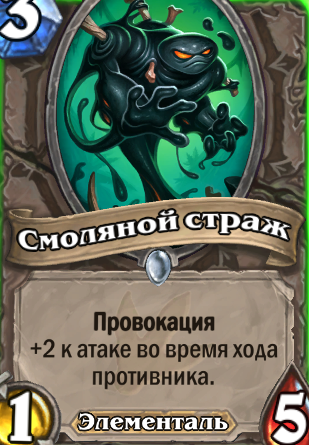 3
Смоляной страж
Провокация
+2 к атаке во время хода
противника.
1
Элементаль
5